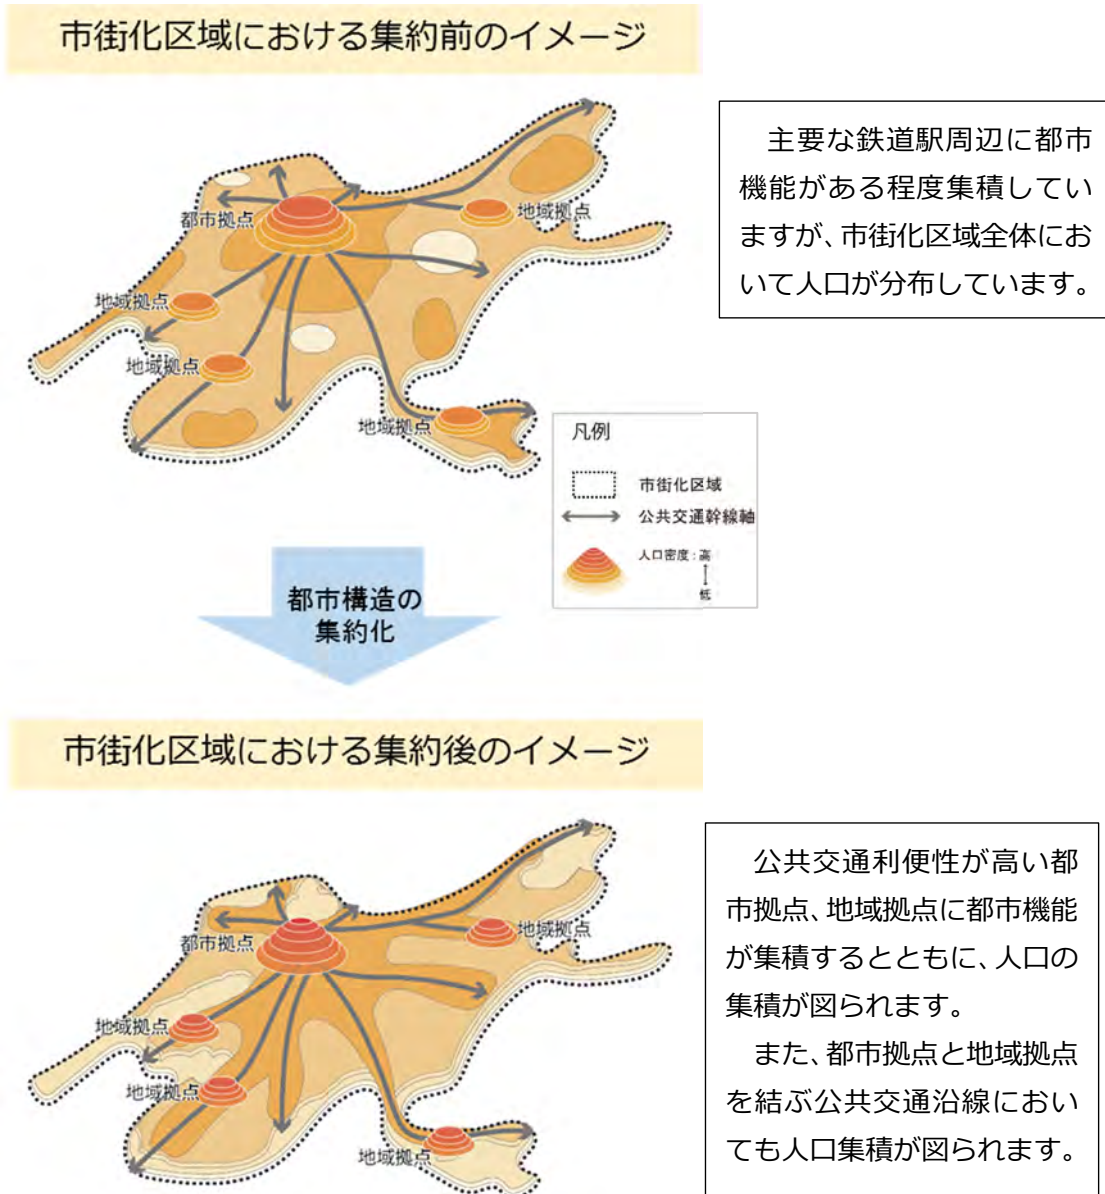 市街化区域における集約前のイメージ
主要な鉄道駅周辺に都市
機能がある程度集積してい
ますが、市街化区域全体にお
いて人口が分布しています。
都市拠点
地域拠点
地域拠点
地域拠点
地域拠点
凡例
市街化区域
公共交通幹線軸
人口密度：高
低
都市構造の
集約化
市街化区域における集約後のイメージ
公共交通利便性が高い都
市拠点、地域拠点に都市機能
が集積するとともに、人口の
集積が図られます。
また、都市拠点と地域拠点
を結ぶ公共交通沿線におい
ても人口集積が図られます。
都市拠点
地域拠点
地域拠点
地域拠点
地域拠点